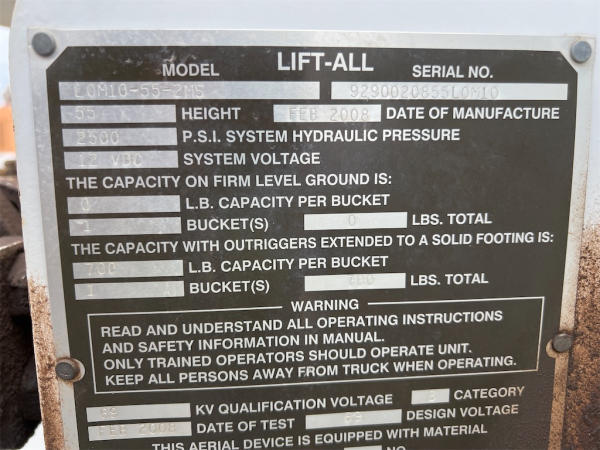 LIFT-ALL
MODEL SERIAL NO.
LOM10-55-2MS 9290020855LOM10
55 HEIGHT FEB 2008 DATE OF MANUFACTURE
2500 P.S.I. SYSTEM HYDRAULIC PRESSURE
12 VDC SYSTEM VOLTAGE
THE CAPACITY ON FIRM LEVEL GROUND IS:
0 L.B. CAPACITY PER BUCKET
1 BUCKET(S) 0 LBS. TOTAL
THE CAPACITY WITH OUTRIGGERS EXTENDED TO A SOLID FOOTING IS:
700 L.B. CAPACITY PER BUCKET
1 BUCKET(S) 700 LBS. TOTAL
WARNING
READ AND UNDERSTAND ALL OPERATING INSTRUCTIONS
AND SAFETY INFORMATION IN MANUAL.
ONLY TRAINED OPERATORS SHOULD OPERATE UNIT.
KEEP ALL PERSONS AWAY FROM TRUCK WHEN OPERATING.
KV QUALIFICATION VOLTAGE CATEGORY
FEB 2008 DATE OF TEST 69 DESIGN VOLTAGE
THIS AERIAL DEVICE IS EQUIPPED WITH MATERIAL
NO